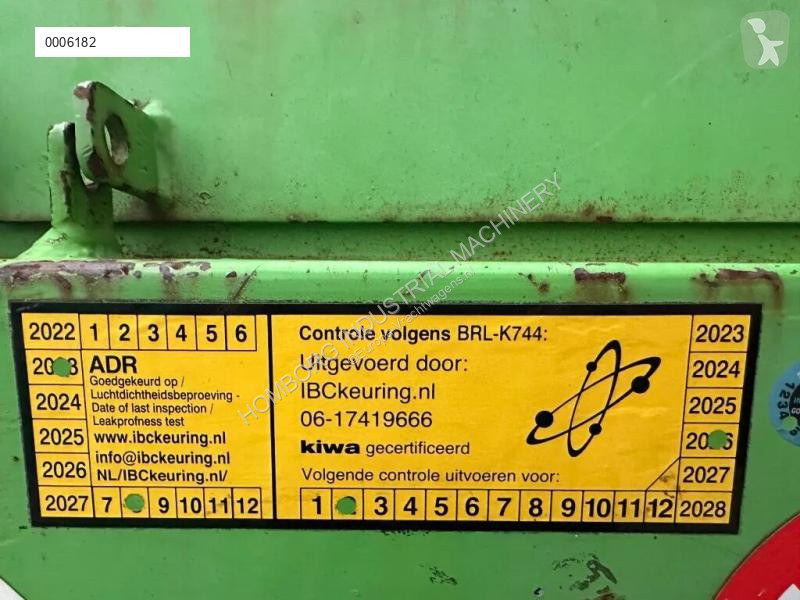 0006182
HOMBORG INDUSTRIAL MACHINERY
2022 1 2 3 4 5 6
2024
2025
2026
2027 7 9 10 11 12
ADR
Goedgekeurd op /
Luchtdichtheidsbeproeving
Date of last inspection /
Leakprofness test
www.ibckeuring.nl
info@ibckeuring.nl
NL/IBCkeuring.nl/
Controle volgens BRL-K744:
Uitgevoerd door:
IBCkeuring.nl
06-17419666
kiwa gecertificeerd
Volgende controle uitvoeren voor:
1 3 4 5 6 7 8 9 10 11 12
2023
2024
2025
2027
2028